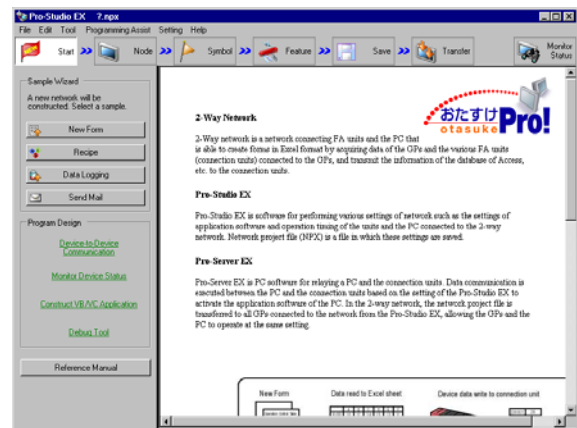 Pro-Studio EX    ?.npx
File  Edit  Tool  Programming Assist  Setting  Help
Start  Node  Symbol  Feature  Save  Transfer  Monitor Status
Sample Wizard
A new network will be
constructed. Select a sample.
New Form
Recipe
Data Logging
Send Mail
Program Design
Device-to-Device
Communication
Monitor Device Status
Construct VB/VC Application
Debug Tool
Reference Manual
おたすけPro!
otasuke
2-Way Network
2-Way network is a network connecting FA units and the PC that
is able to create forms in Excel format by acquiring data of the GPs and the various FA units
(connection units) connected to the GPs, and transmit the information of the database of Access,
etc. to the connection units.
Pro-Studio EX
Pro-Studio EX is software for performing various settings of network such as the settings of
application software and operation timing of the units and the PC connected to the 2-way
network. Network project file (NPX) is a file in which these settings are saved.
Pro-Server EX
Pro-Server EX is PC software for relaying a PC and the connection units. Data communication is
executed between the PC and the connection units based on the setting of the Pro-Studio EX to
activate the application software of the PC. In the 2-way network, the network project file is
transferred to all GPs connected to the network from the Pro-Studio EX, allowing the GPs and the
PC to operate at the same setting.
New Form  Data read to Excel sheet  Device data write to connection unit